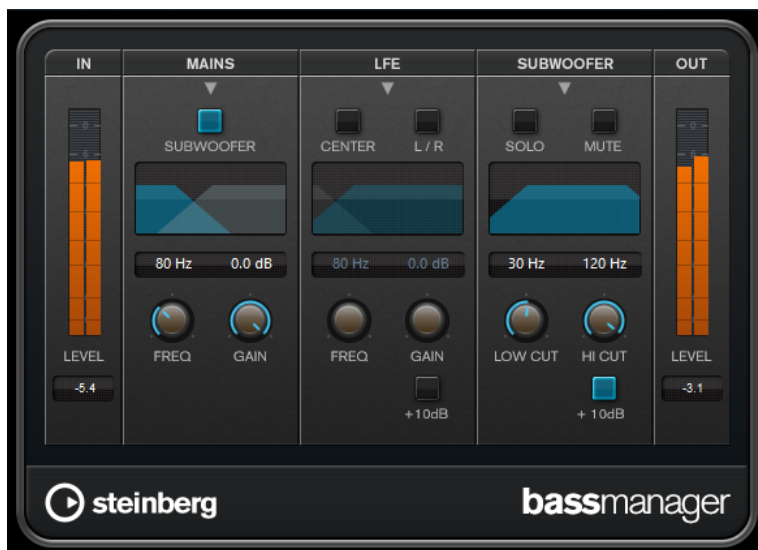 IN MAINS LFE SUBWOOFER OUT
SUBWOOFER CENTER L / R SOLO MUTE
80 Hz 0.0 dB 80 Hz 0.0 dB 30 Hz 120 Hz
LEVEL FREQ GAIN FREQ GAIN LOW CUT HI CUT LEVEL
-5.4 -3.1
+10dB + 10dB
steinberg bassmanager